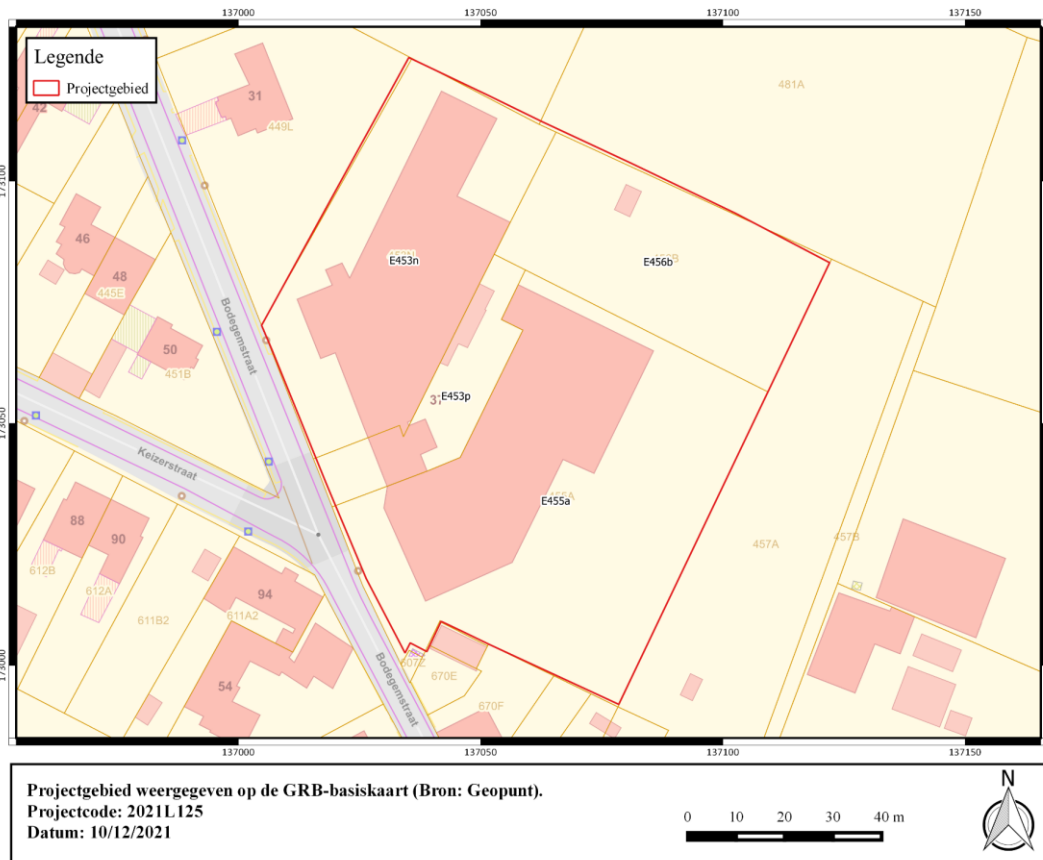 137000 137050 137100 137150
Legende
Projectgebied
42
31
449L
481A
173100
46
48
445E
50
451B
Bodegemstraat
E453n
E456b
37
E453p
173050
Keizerstraat
E455a
88
90
612B
612A
611B2
94
611A2
54
457A
457B
607Z
670E
670F
173000
Bodegemstraat
137000 137050 137100 137150
Projectgebied weergegeven op de GRB-basiskaart (Bron: Geopunt).
Projectcode: 2021L125
Datum: 10/12/2021
0 10 20 30 40 m
N